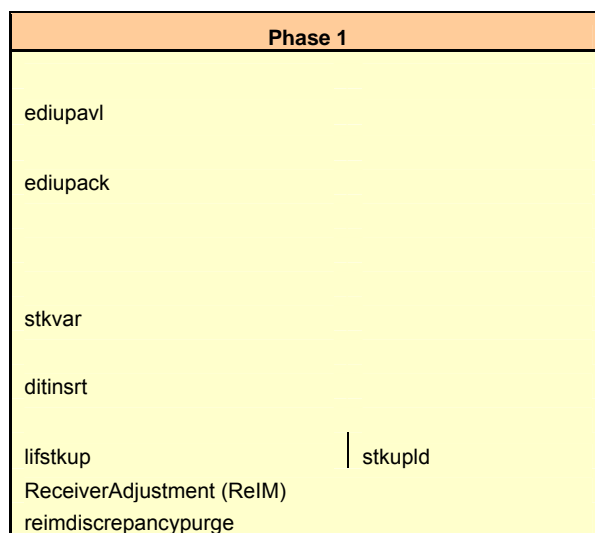 Phase 1
ediupavl
ediupack
stkvar
ditinsrt
lifstkup stkupld
ReceiverAdjustment (ReIM)
reimdiscrepancypurge